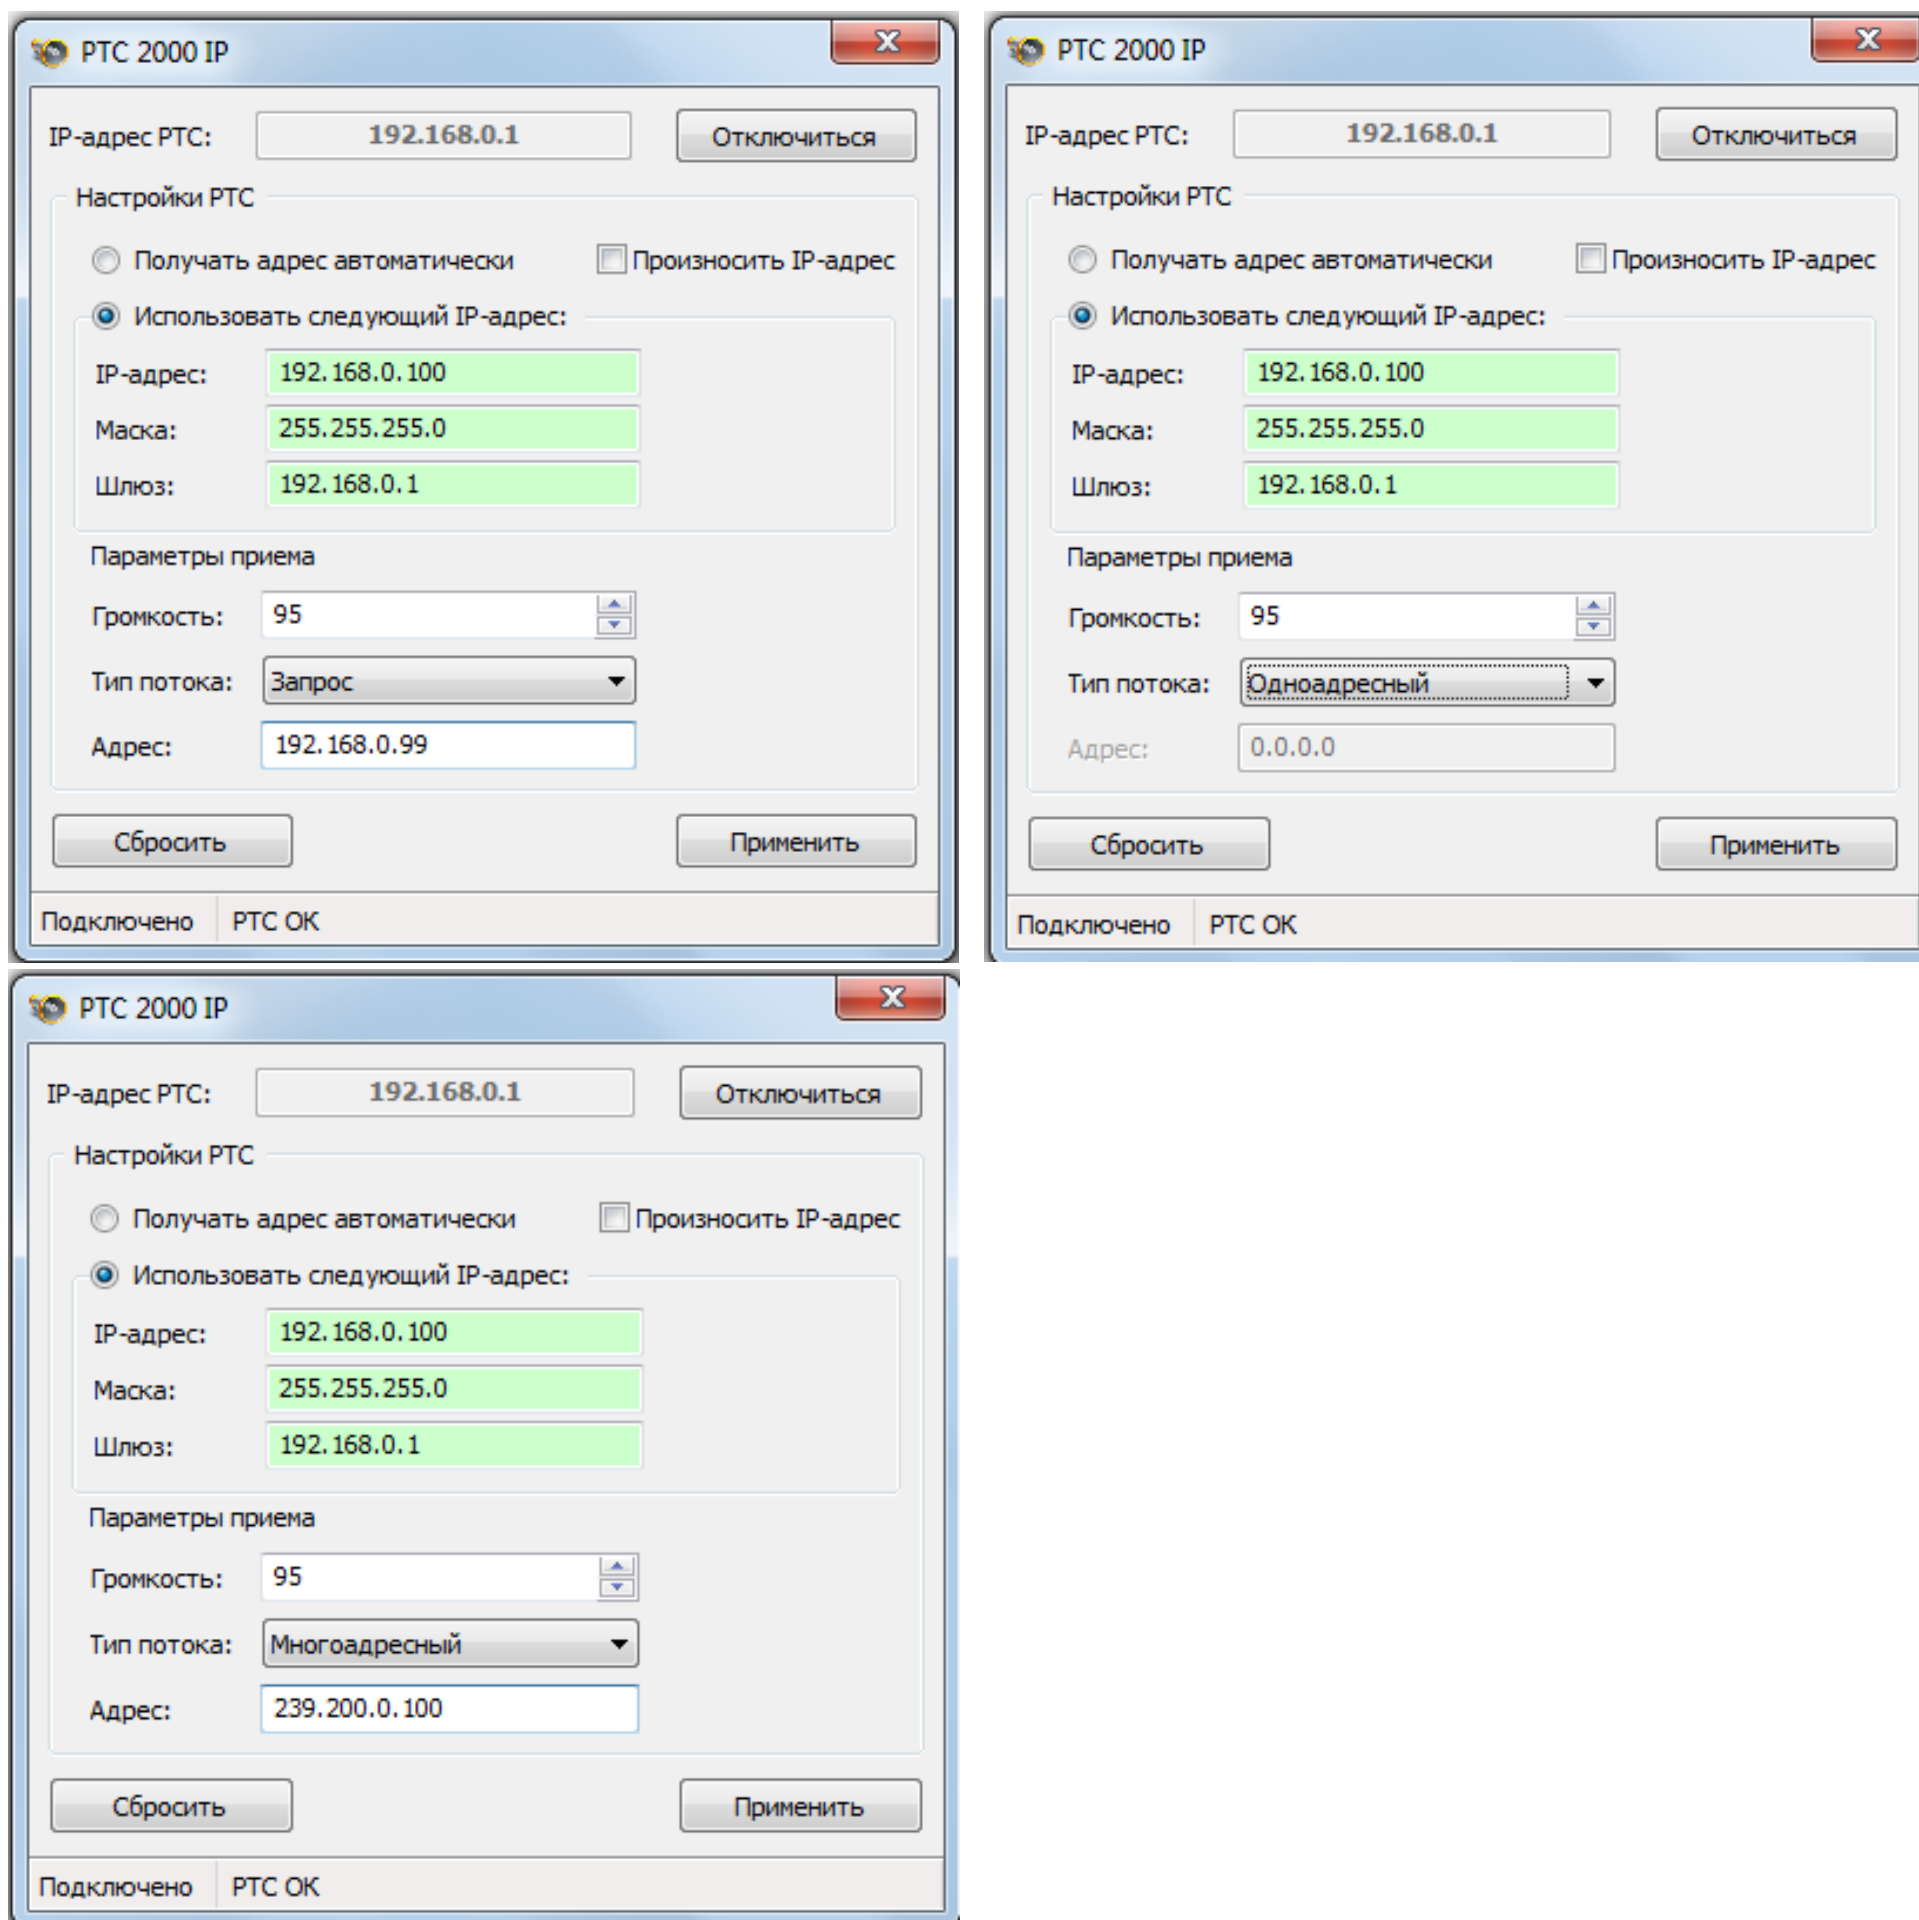 РТС 2000 IP
IP-адрес РТС: 192.168.0.1 Отключиться
Настройки РТС
Получать адрес автоматически Произносить IP-адрес
Использовать следующий IP-адрес:
IP-адрес: 192.168.0.100
Маска: 255.255.255.0
Шлюз: 192.168.0.1
Параметры приема
Громкость: 95
Тип потока: Запрос
Адрес: 192.168.0.99
Сбросить Применить
Подключено РТС ОК
РТС 2000 IP
IP-адрес РТС: 192.168.0.1 Отключиться
Настройки РТС
Получать адрес автоматически Произносить IP-адрес
Использовать следующий IP-адрес:
IP-адрес: 192.168.0.100
Маска: 255.255.255.0
Шлюз: 192.168.0.1
Параметры приема
Громкость: 95
Тип потока: Одноадресный
Адрес: 0.0.0.0
Сбросить Применить
Подключено РТС ОК
РТС 2000 IP
IP-адрес РТС: 192.168.0.1 Отключиться
Настройки РТС
Получать адрес автоматически Произносить IP-адрес
Использовать следующий IP-адрес:
IP-адрес: 192.168.0.100
Маска: 255.255.255.0
Шлюз: 192.168.0.1
Параметры приема
Громкость: 95
Тип потока: Многоадресный
Адрес: 239.200.0.100
Сбросить Применить
Подключено РТС ОК